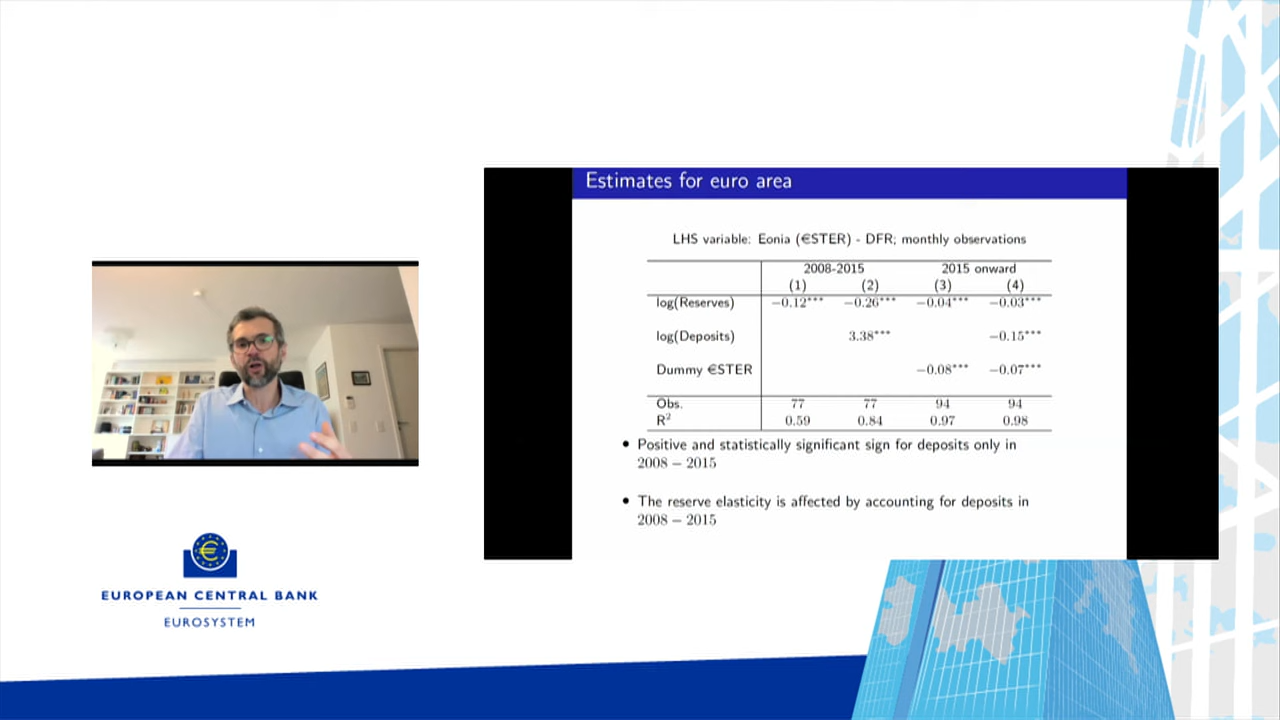 Estimates for euro area
LHS variable: Eonia (€STER) - DFR; monthly observations
2008-2015 2015 onward
(1) (2) (3) (4)
log(Reserves) −0.12*** −0.26*** −0.04*** −0.03***
log(Deposits) 3.38*** −0.15***
Dummy €STER −0.08*** −0.07***
Obs. 77 77 94 94
R² 0.59 0.84 0.97 0.98
• Positive and statistically significant sign for deposits only in
2008 − 2015
• The reserve elasticity is affected by accounting for deposits in
2008 − 2015
EUROPEAN CENTRAL BANK
EUROSYSTEM